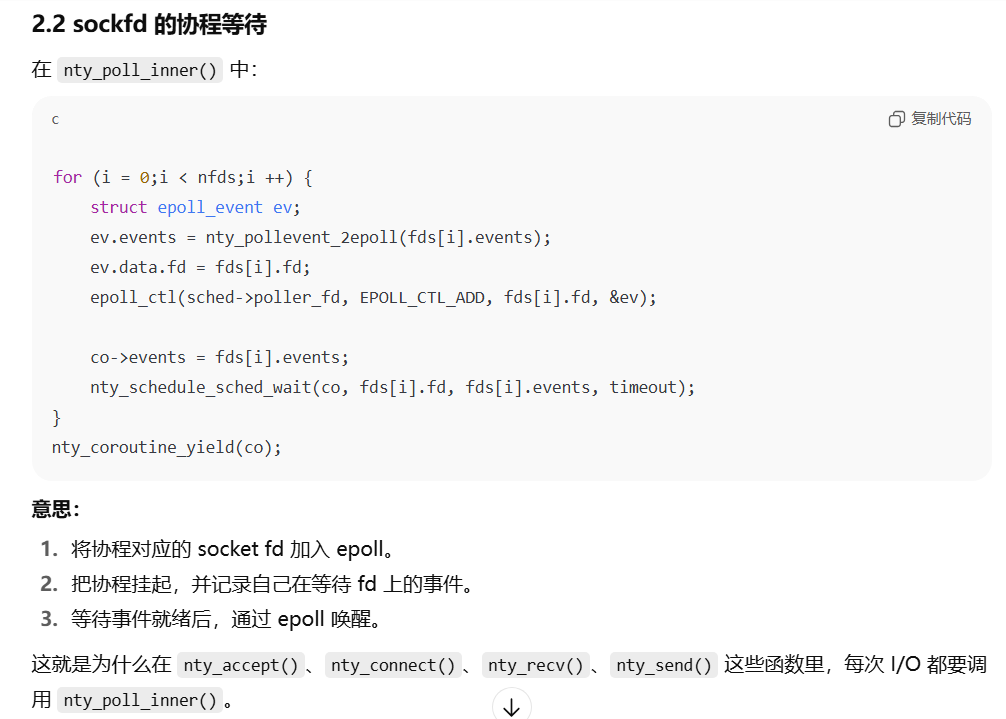 2.2 sockfd 的协程等待
在 nty_poll_inner() 中：
c
复制代码
for (i = 0;i < nfds;i ++) {
    struct epoll_event ev;
    ev.events = nty_pollevent_2epoll(fds[i].events);
    ev.data.fd = fds[i].fd;
    epoll_ctl(sched->poller_fd, EPOLL_CTL_ADD, fds[i].fd, &ev);

    co->events = fds[i].events;
    nty_schedule_sched_wait(co, fds[i].fd, fds[i].events, timeout);
}
nty_coroutine_yield(co);
意思：
1. 将协程对应的 socket fd 加入 epoll。
2. 把协程挂起，并记录自己在等待 fd 上的事件。
3. 等待事件就绪后，通过 epoll 唤醒。
这就是为什么在 nty_accept()、nty_connect()、nty_recv()、nty_send() 这些函数里，每次 I/O 都要调
用 nty_poll_inner()。